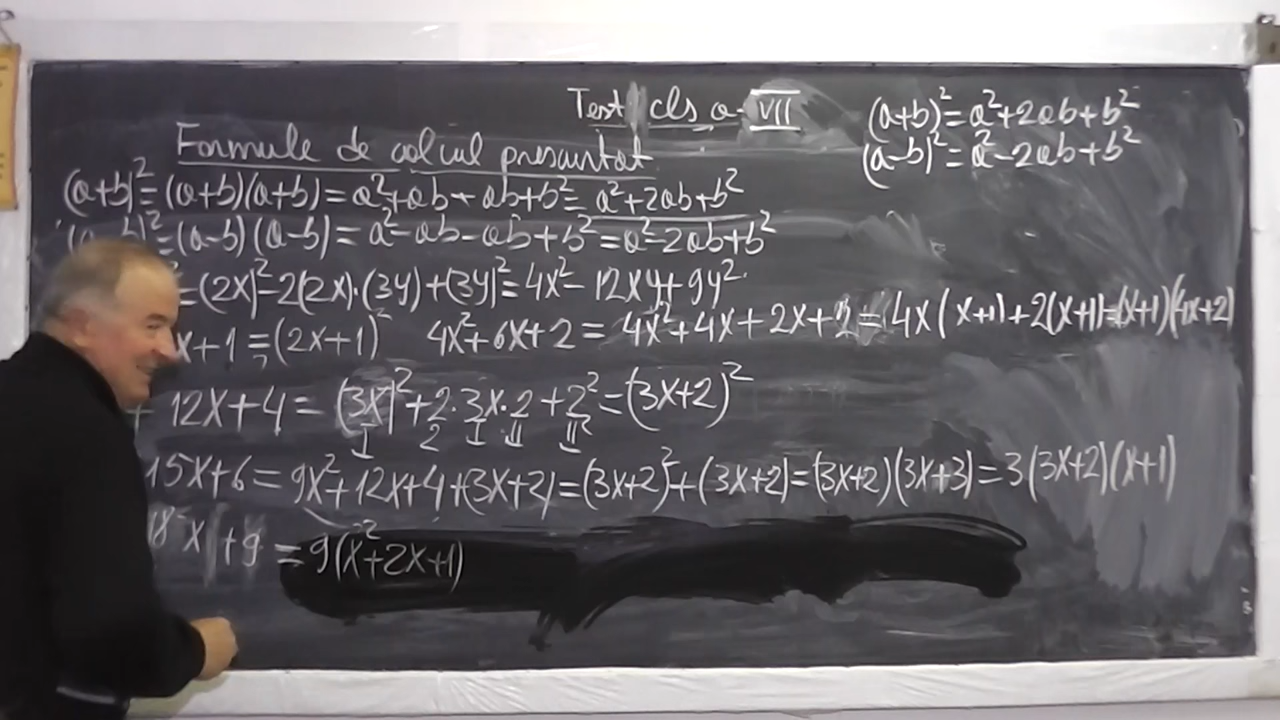 Test cls a VII
(a+b)²=a²+2ab+b²
(a-b)²=a²-2ab+b²
Formule de calcul prescurtat
(a+b)²=(a+b)(a+b)=a²+ab+ab+b²=a²+2ab+b²
=(a-b)(a-b)=a²-ab-ab+b²=a²-2ab+b²
=(2x)²-2(2x)·(3y)+(3y)²=4x²-12xy+9y²
x+1=(2x+1)² 4x²+6x+2=4x²+4x+2x+2=4x(x+1)+2(x+1)=(x+1)(4x+2)
+12x+4=(3x)²+2·3x·2+2²=(3x+2)²
I 2 I·II II²
15x+6=9x²+12x+4+(3x+2)=(3x+2)²+(3x+2)=(3x+2)(3x+3)=3(3x+2)(x+1)
18x+9=9(x²+2x+1)